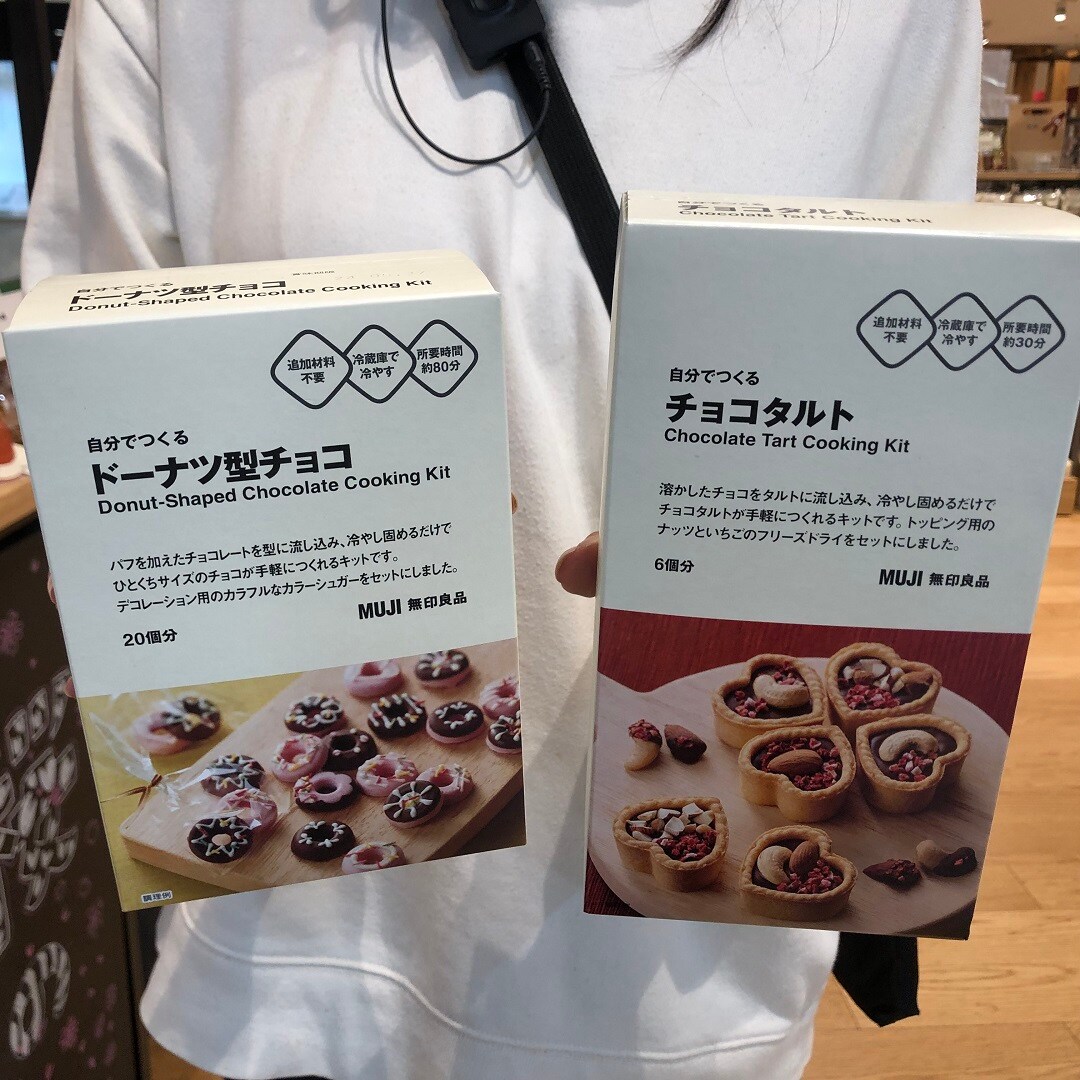 自分でつくる
ドーナツ型チョコ
Donut-Shaped Chocolate Cooking Kit
追加材料
不要
冷蔵庫で
冷やす
所要時間
約80分
自分でつくる
ドーナツ型チョコ
Donut-Shaped Chocolate Cooking Kit
パフを加えたチョコレートを型に流し込み、冷やし固めるだけで
ひとくちサイズのチョコが手軽につくれるキットです。
デコレーション用のカラフルなカラーシュガーをセットにしました。
MUJI 無印良品
20個分
調理例
自分でつくる
チョコタルト
Chocolate Tart Cooking Kit
追加材料
不要
冷蔵庫で
冷やす
所要時間
約30分
自分でつくる
チョコタルト
Chocolate Tart Cooking Kit
溶かしたチョコをタルトに流し込み、冷やし固めるだけで
チョコタルトが手軽につくれるキットです。トッピング用の
ナッツといちごのフリーズドライをセットにしました。
6個分
MUJI 無印良品